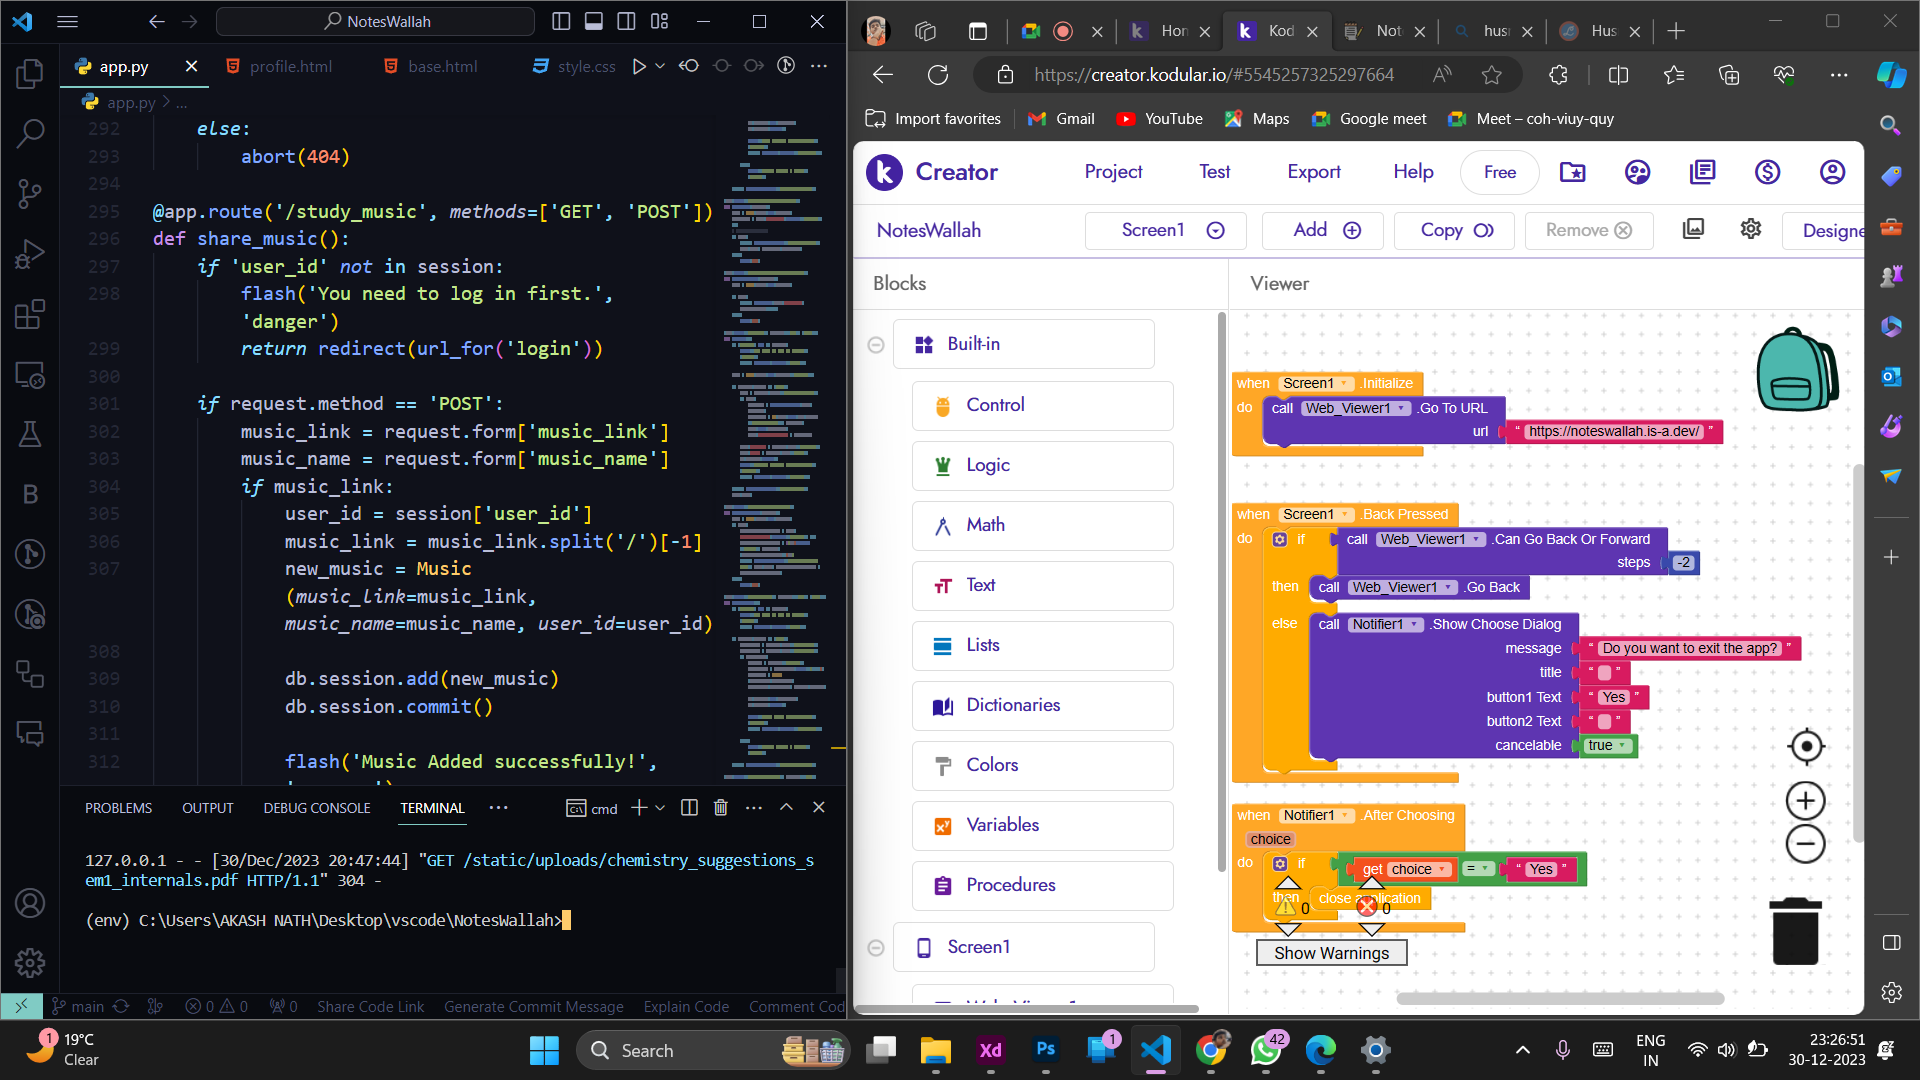 NotesWallah
app.py
profile.html
base.html
style.css
app.py > ...
292 else:
293 abort(404)
294
295 @app.route('/study_music', methods=['GET', 'POST'])
296 def share_music():
297 if 'user_id' not in session:
298 flash('You need to log in first.',
'danger')
299 return redirect(url_for('login'))
300
301 if request.method == 'POST':
302 music_link = request.form['music_link']
303 music_name = request.form['music_name']
304 if music_link:
305 user_id = session['user_id']
306 music_link = music_link.split('/')[-1]
307 new_music = Music
(music_link=music_link,
music_name=music_name, user_id=user_id)
308
309 db.session.add(new_music)
310 db.session.commit()
311
312 flash('Music Added successfully!',
PROBLEMS OUTPUT DEBUG CONSOLE TERMINAL ... cmd
127.0.0.1 - - [30/Dec/2023 20:47:44] "GET /static/uploads/chemistry_suggestions_s
em1_internals.pdf HTTP/1.1" 304 -
(env) C:\Users\AKASH NATH\Desktop\vscode\NotesWallah>
main 0 0 0 Share Code Link Generate Commit Message Explain Code Comment Cod
Hon
Kod
Not
husr
Hus
https://creator.kodular.io/#5545257325297664
Import favorites Gmail YouTube Maps Google meet Meet – coh-viuy-quy
k Creator Project Test Export Help Free
NotesWallah Screen1 Add Copy Remove Designe
Blocks
Viewer
Built-in
Control
Logic
Math
Text
Lists
Dictionaries
Colors
Variables
Procedures
Screen1
when Screen1 .Initialize
do call Web_Viewer1 .Go To URL
url " https://noteswallah.is-a.dev/ "
when Screen1 .Back Pressed
do if call Web_Viewer1 .Can Go Back Or Forward
steps -2
then call Web_Viewer1 .Go Back
else call Notifier1 .Show Choose Dialog
message " Do you want to exit the app? "
title " "
button1 Text " Yes "
button2 Text " "
cancelable true
when Notifier1 .After Choosing
choice
do if get choice = " Yes "
then close application
0 0
Show Warnings
1
19°C
Clear
Search
Xd
Ps
1
42
ENG
IN
23:26:51
30-12-2023